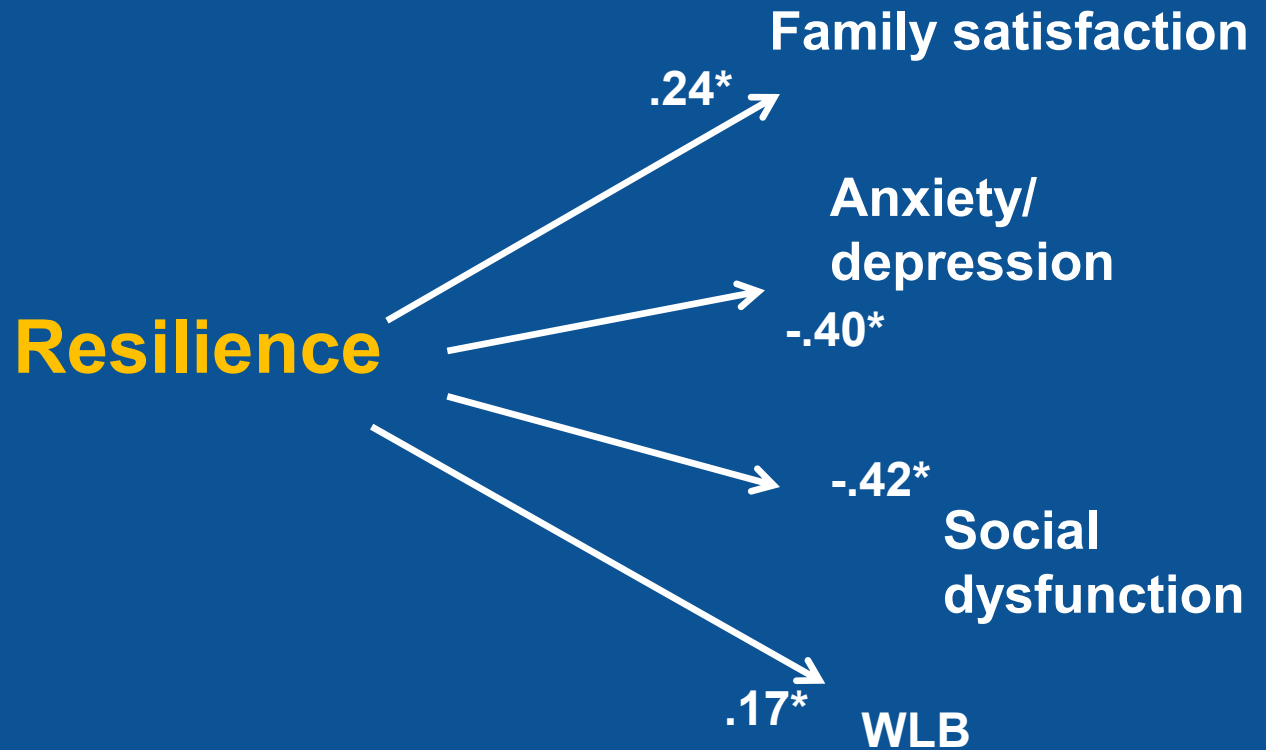 Family satisfaction
.24*
Anxiety/
depression
-.40*
Resilience
-.42*
Social
dysfunction
.17*
WLB